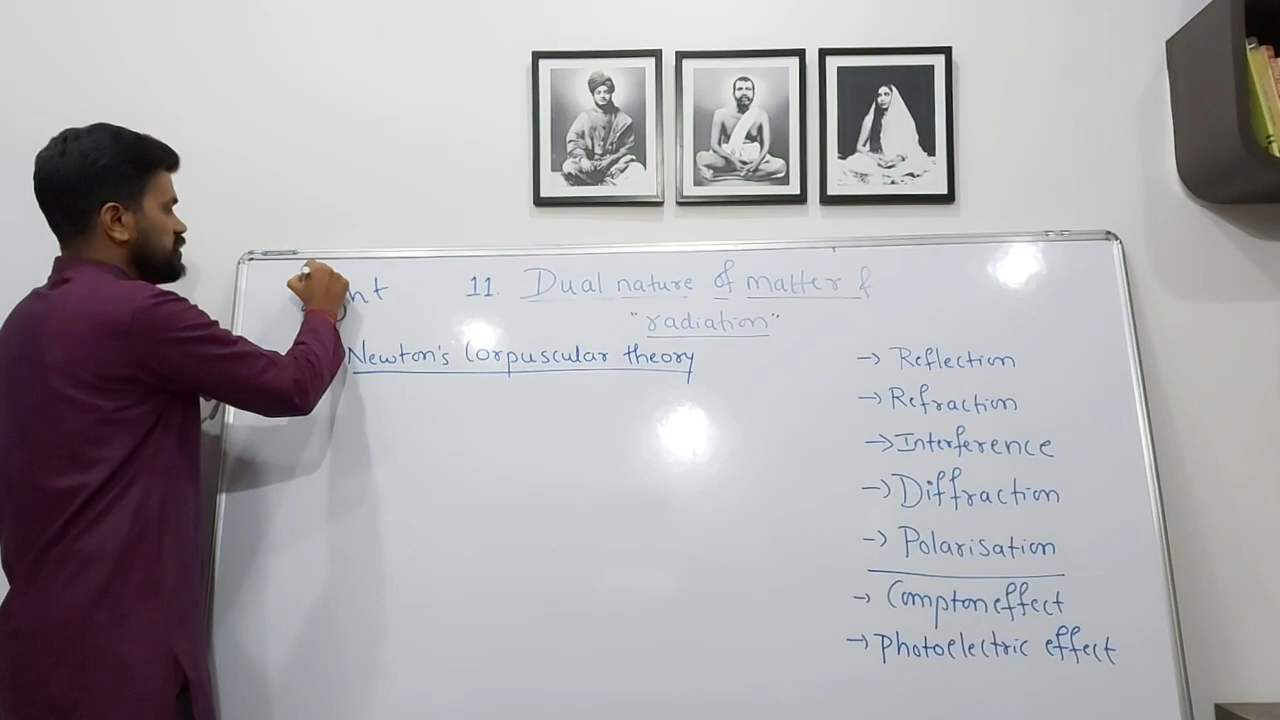 11. Dual nature of matter &
"radiation"
Newton's Corpuscular theory
→ Reflection
→ Refraction
→ Interference
→ Diffraction
→ Polarisation
→ Compton effect
→ Photoelectric effect